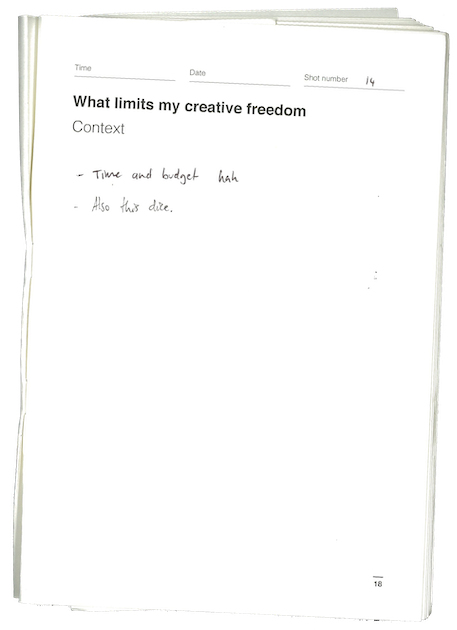 Time
Date
Shot number 14
What limits my creative freedom
Context
- Time and budget hah
- Also this dice.
18